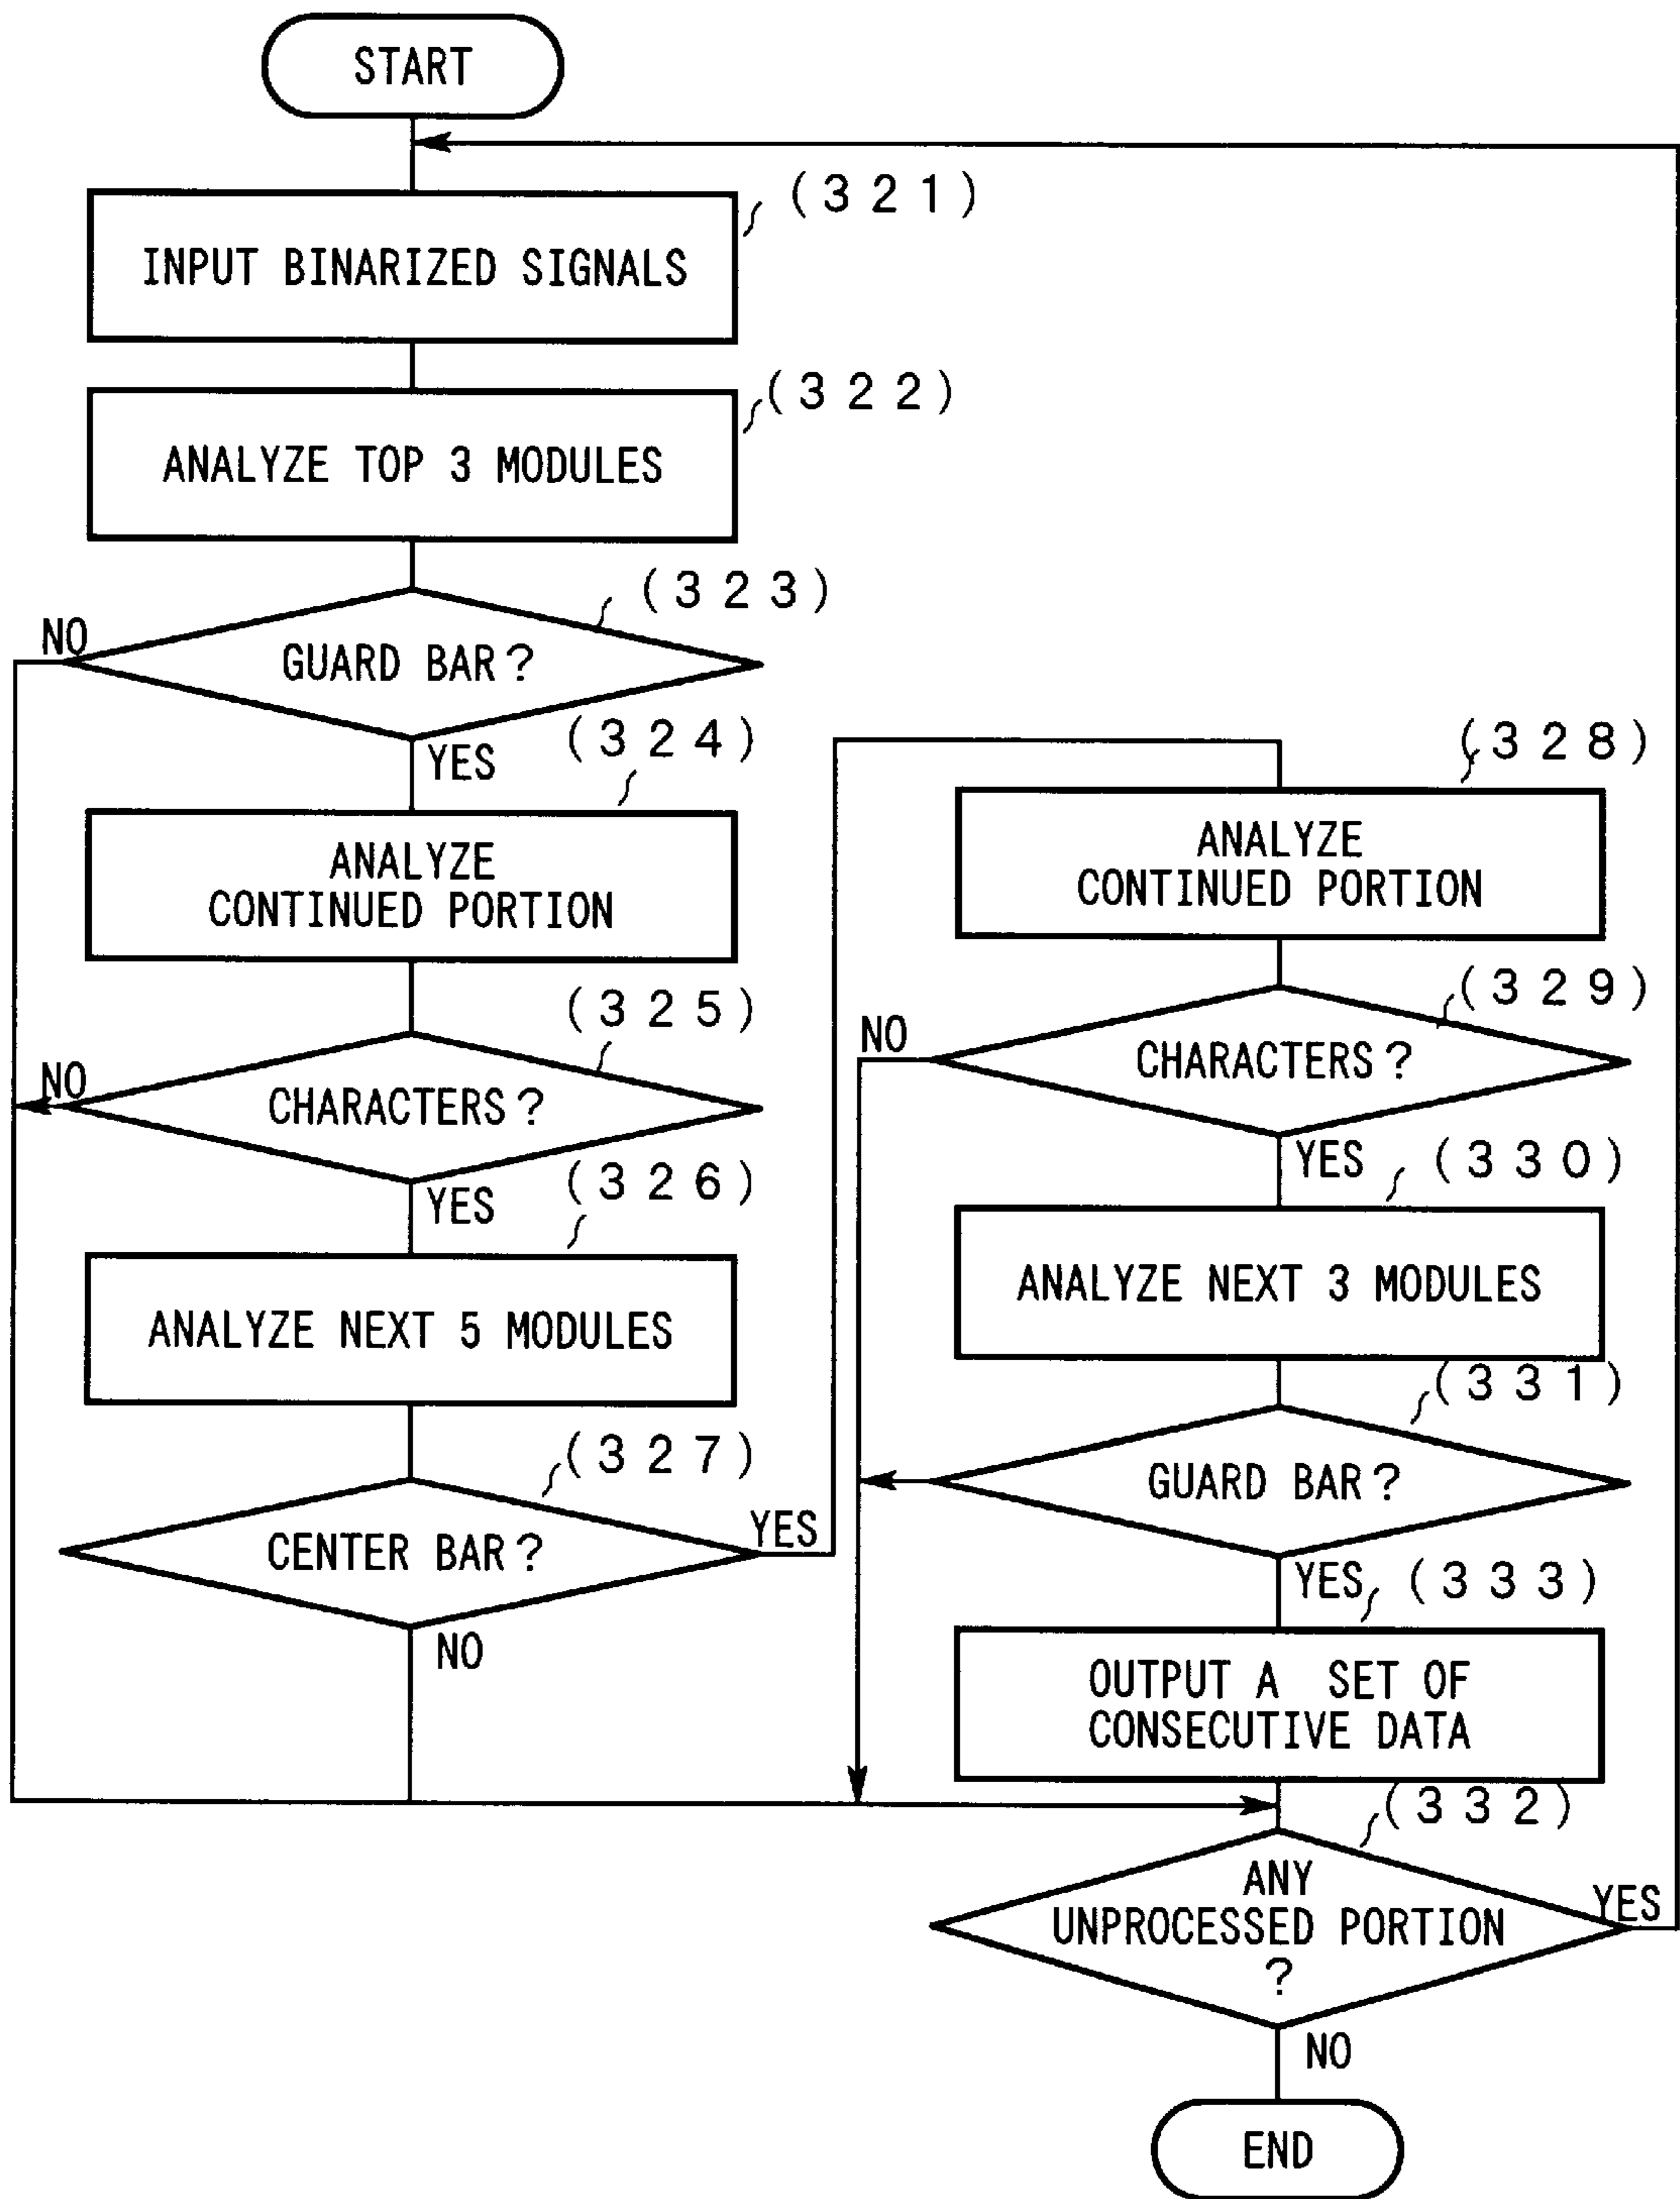 START
(321)
INPUT BINARIZED SIGNALS
(322)
ANALYZE TOP 3 MODULES
(323)
NO
GUARD BAR?
YES
(324)
ANALYZE
CONTINUED PORTION
(325)
NO
CHARACTERS?
YES
(326)
ANALYZE NEXT 5 MODULES
(327)
CENTER BAR?
YES
NO
(328)
ANALYZE
CONTINUED PORTION
(329)
NO
CHARACTERS?
YES
(330)
ANALYZE NEXT 3 MODULES
(331)
GUARD BAR?
YES
(333)
OUTPUT A SET OF
CONSECUTIVE DATA
(332)
ANY
UNPROCESSED PORTION
?
YES
NO
END